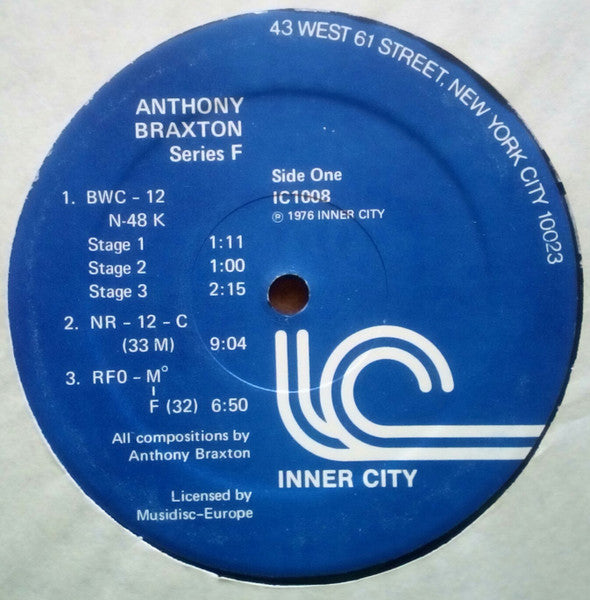 43 WEST 61 STREET, NEW YORK CITY 10023
ANTHONY
BRAXTON
Series F
Side One
IC1008
℗ 1976 INNER CITY
1. BWC - 12
N-48 K
Stage 1 1:11
Stage 2 1:00
Stage 3 2:15
2. NR - 12 - C
(33 M) 9:04
3. RFO - M°
F (32) 6:50
All compositions by
Anthony Braxton
Licensed by
Musidisc-Europe
INNER CITY